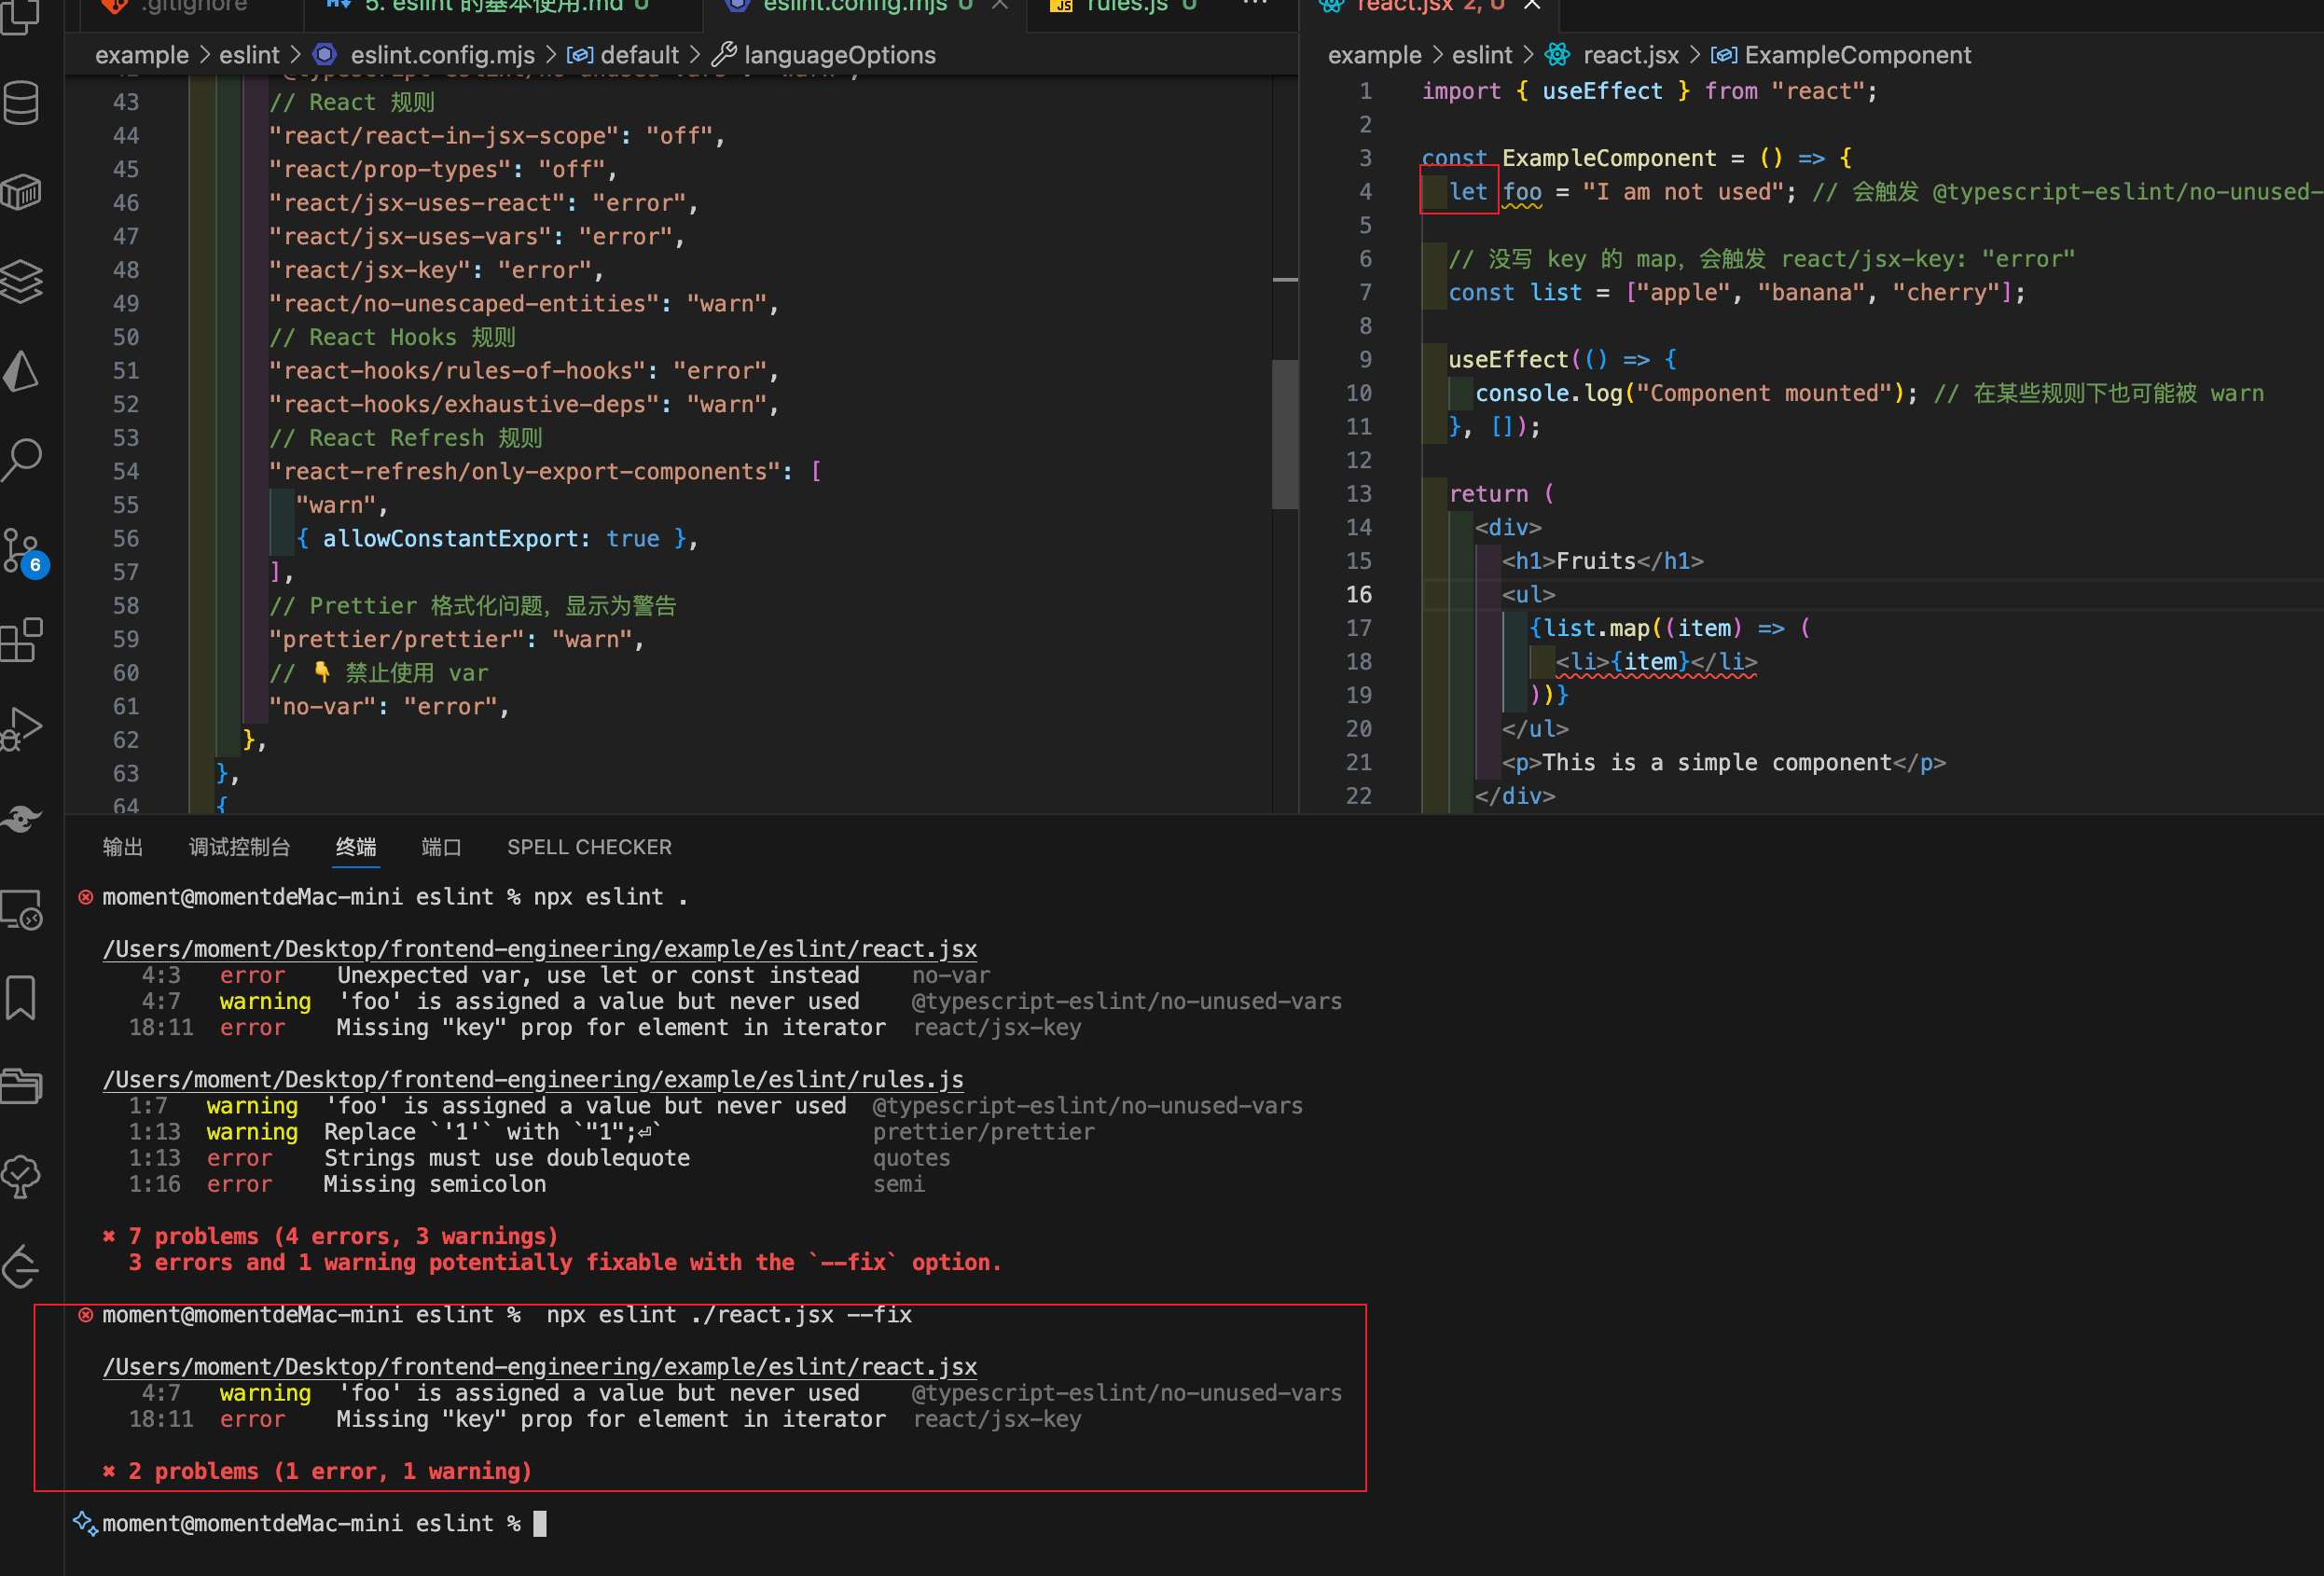 .gitignore
5. eslint 的基本使用.md U
eslint.config.mjs U
JS rules.js U
react.jsx 2, U
example > eslint > eslint.config.mjs > default > languageOptions
@typescript-eslint/no-unused-vars": "warn",
43 // React 规则
44 "react/react-in-jsx-scope": "off",
45 "react/prop-types": "off",
46 "react/jsx-uses-react": "error",
47 "react/jsx-uses-vars": "error",
48 "react/jsx-key": "error",
49 "react/no-unescaped-entities": "warn",
50 // React Hooks 规则
51 "react-hooks/rules-of-hooks": "error",
52 "react-hooks/exhaustive-deps": "warn",
53 // React Refresh 规则
54 "react-refresh/only-export-components": [
55 "warn",
56 { allowConstantExport: true },
57 ],
58 // Prettier 格式化问题，显示为警告
59 "prettier/prettier": "warn",
60 // 👇 禁止使用 var
61 "no-var": "error",
62 },
63 },
64 {
example > eslint > react.jsx > ExampleComponent
1 import { useEffect } from "react";
2
3 const ExampleComponent = () => {
4 let foo = "I am not used"; // 会触发 @typescript-eslint/no-unused-
5
6 // 没写 key 的 map，会触发 react/jsx-key: "error"
7 const list = ["apple", "banana", "cherry"];
8
9 useEffect(() => {
10 console.log("Component mounted"); // 在某些规则下也可能被 warn
11 }, []);
12
13 return (
14 <div>
15 <h1>Fruits</h1>
16 <ul>
17 {list.map((item) => (
18 <li>{item}</li>
19 ))}
20 </ul>
21 <p>This is a simple component</p>
22 </div>
6
输出 调试控制台 终端 端口 SPELL CHECKER
moment@momentdeMac-mini eslint % npx eslint .
/Users/moment/Desktop/frontend-engineering/example/eslint/react.jsx
4:3 error Unexpected var, use let or const instead no-var
4:7 warning 'foo' is assigned a value but never used @typescript-eslint/no-unused-vars
18:11 error Missing "key" prop for element in iterator react/jsx-key
/Users/moment/Desktop/frontend-engineering/example/eslint/rules.js
1:7 warning 'foo' is assigned a value but never used @typescript-eslint/no-unused-vars
1:13 warning Replace `'1'` with `"1";⏎` prettier/prettier
1:13 error Strings must use doublequote quotes
1:16 error Missing semicolon semi
✖ 7 problems (4 errors, 3 warnings)
3 errors and 1 warning potentially fixable with the `--fix` option.
moment@momentdeMac-mini eslint % npx eslint ./react.jsx --fix
/Users/moment/Desktop/frontend-engineering/example/eslint/react.jsx
4:7 warning 'foo' is assigned a value but never used @typescript-eslint/no-unused-vars
18:11 error Missing "key" prop for element in iterator react/jsx-key
✖ 2 problems (1 error, 1 warning)
moment@momentdeMac-mini eslint %